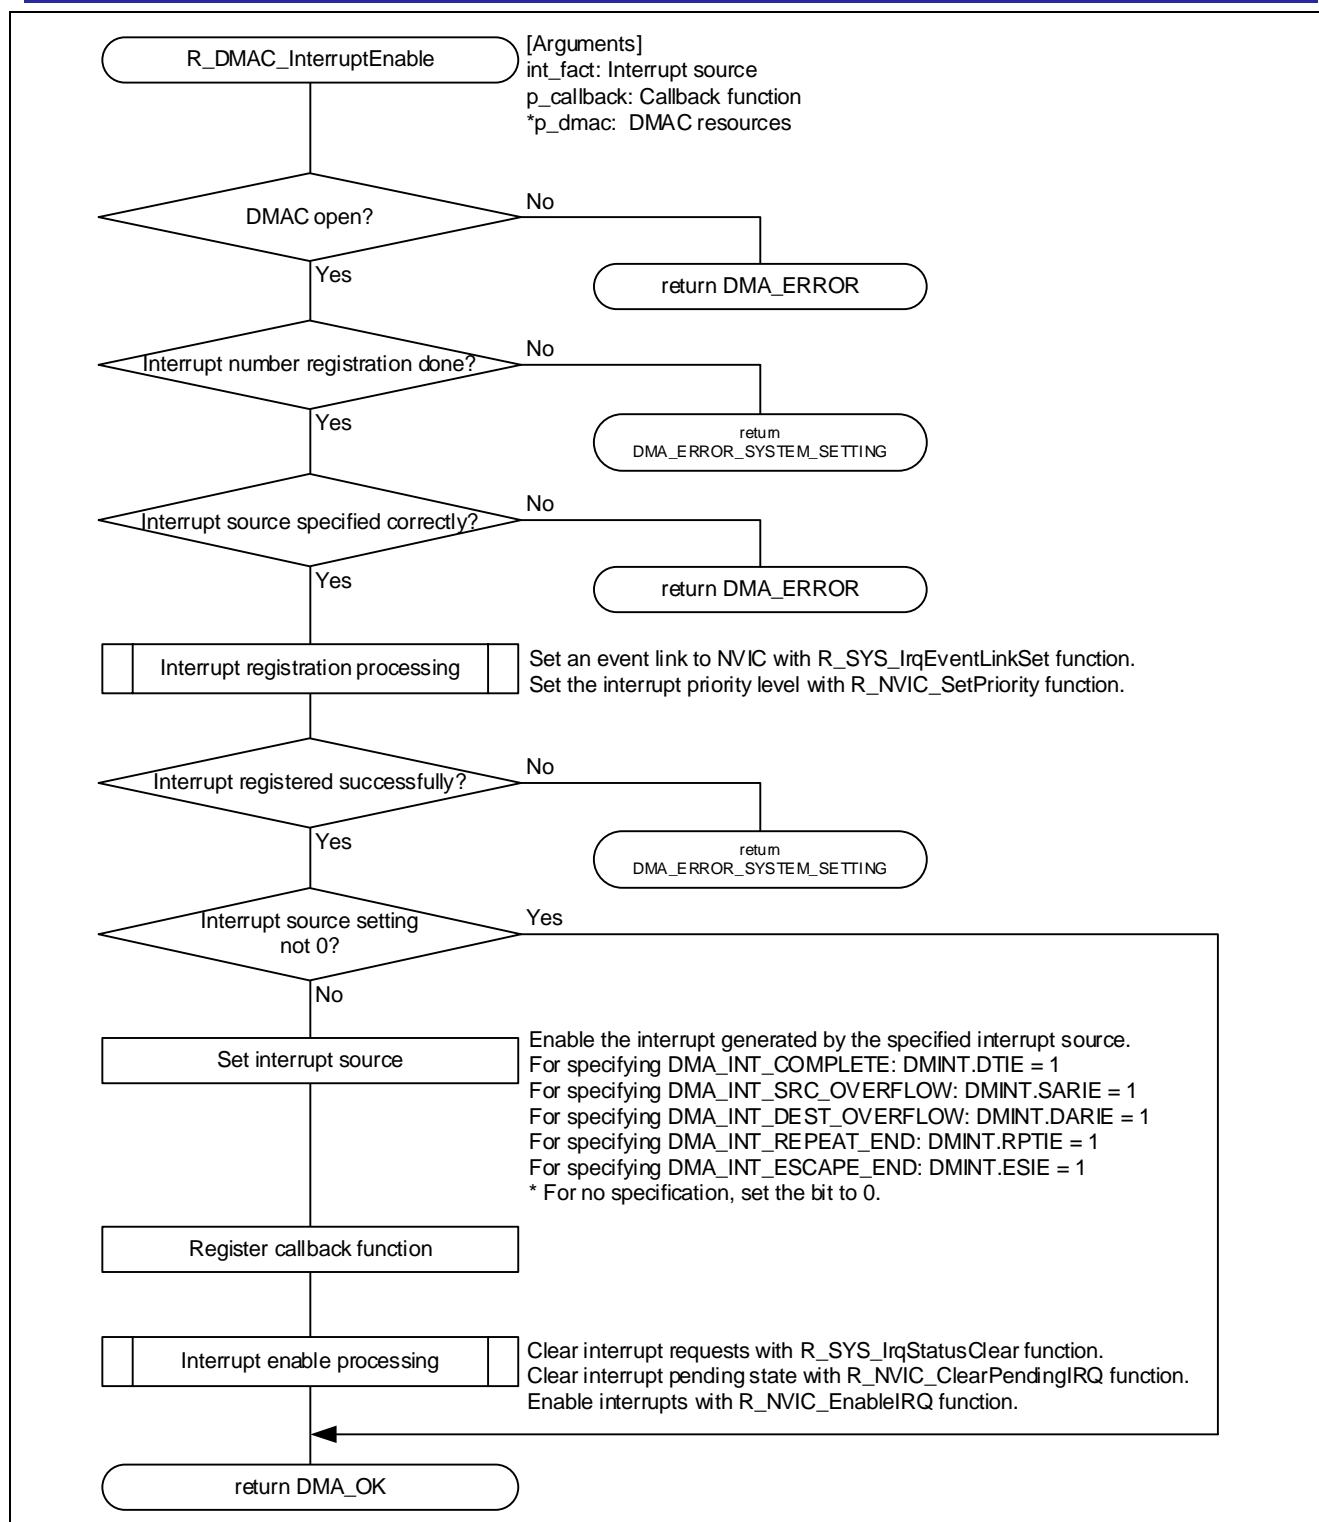 R_DMAC_InterruptEnable
[Arguments]
int_fact: Interrupt source
p_callback: Callback function
*p_dmac: DMAC resources
DMAC open?
No
Yes
return DMA_ERROR
Interrupt number registration done?
No
Yes
return
DMA_ERROR_SYSTEM_SETTING
Interrupt source specified correctly?
No
Yes
return DMA_ERROR
Interrupt registration processing
Set an event link to NVIC with R_SYS_IrqEventLinkSet function.
Set the interrupt priority level with R_NVIC_SetPriority function.
Interrupt registered successfully?
No
Yes
return
DMA_ERROR_SYSTEM_SETTING
Interrupt source setting
not 0?
Yes
No
Set interrupt source
Enable the interrupt generated by the specified interrupt source.
For specifying DMA_INT_COMPLETE: DMINT.DTIE = 1
For specifying DMA_INT_SRC_OVERFLOW: DMINT.SARIE = 1
For specifying DMA_INT_DEST_OVERFLOW: DMINT.DARIE = 1
For specifying DMA_INT_REPEAT_END: DMINT.RPTIE = 1
For specifying DMA_INT_ESCAPE_END: DMINT.ESIE = 1
* For no specification, set the bit to 0.
Register callback function
Interrupt enable processing
Clear interrupt requests with R_SYS_IrqStatusClear function.
Clear interrupt pending state with R_NVIC_ClearPendingIRQ function.
Enable interrupts with R_NVIC_EnableIRQ function.
return DMA_OK